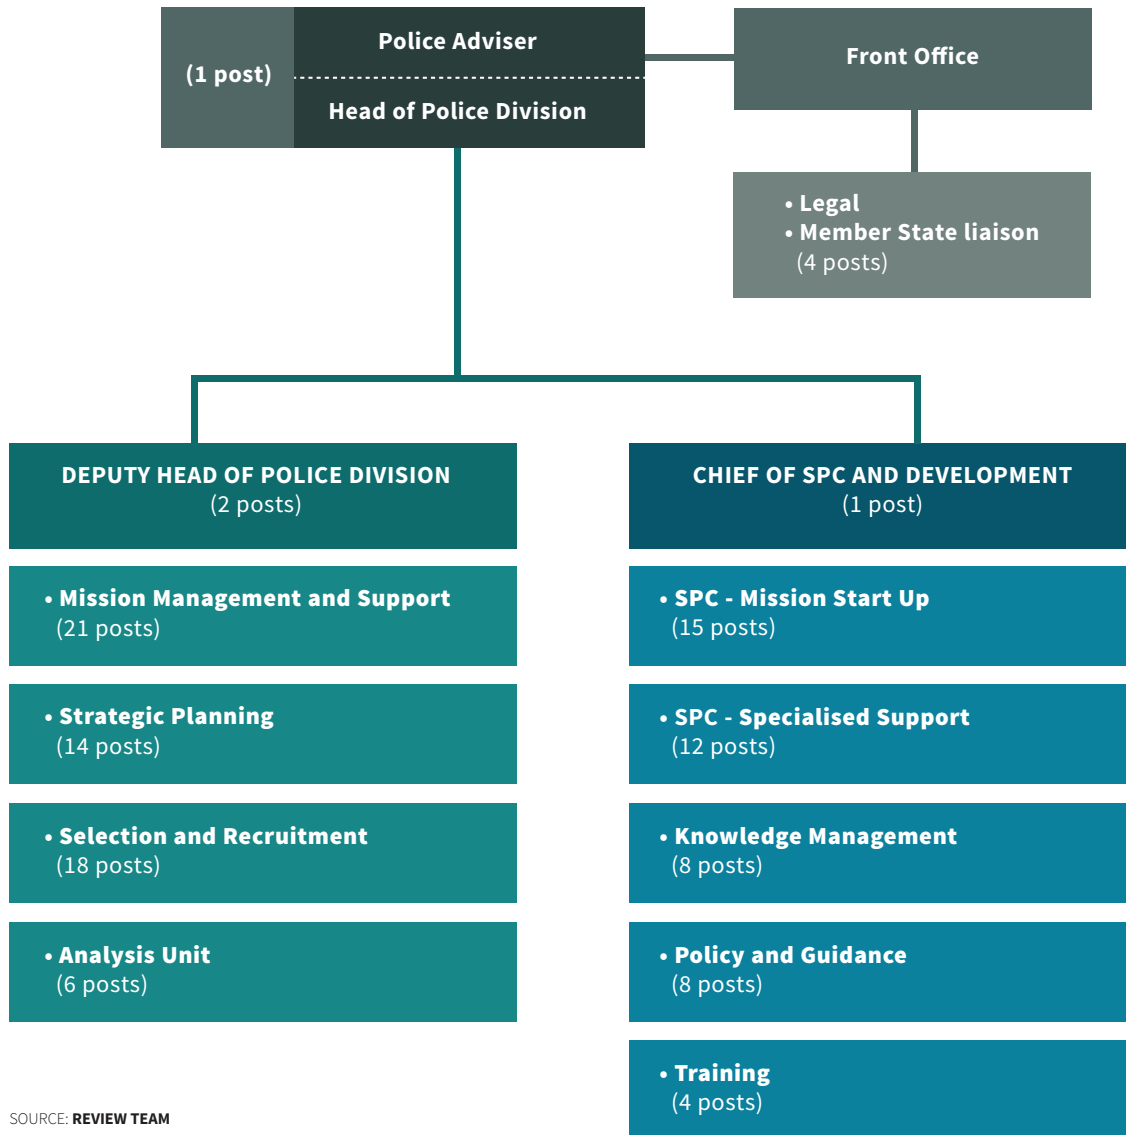 (1 post)
Police Adviser
Head of Police Division
Front Office
• Legal
• Member State liaison
(4 posts)
DEPUTY HEAD OF POLICE DIVISION
(2 posts)
• Mission Management and Support
(21 posts)
• Strategic Planning
(14 posts)
• Selection and Recruitment
(18 posts)
• Analysis Unit
(6 posts)
CHIEF OF SPC AND DEVELOPMENT
(1 post)
• SPC - Mission Start Up
(15 posts)
• SPC - Specialised Support
(12 posts)
• Knowledge Management
(8 posts)
• Policy and Guidance
(8 posts)
• Training
(4 posts)
SOURCE: REVIEW TEAM